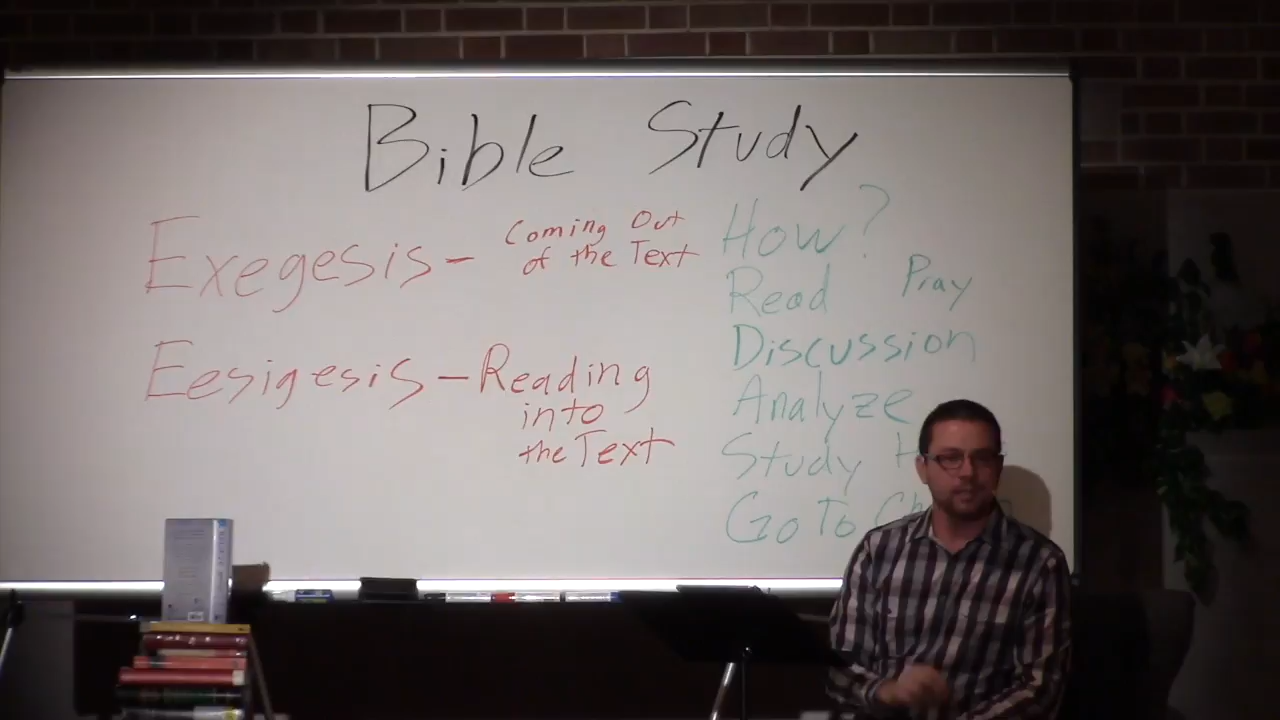 Bible Study
Exegesis - Coming Out
of the Text
Eesigesis - Reading
into
the Text
How?
Read Pray
Discussion
Analyze
Study
Go To